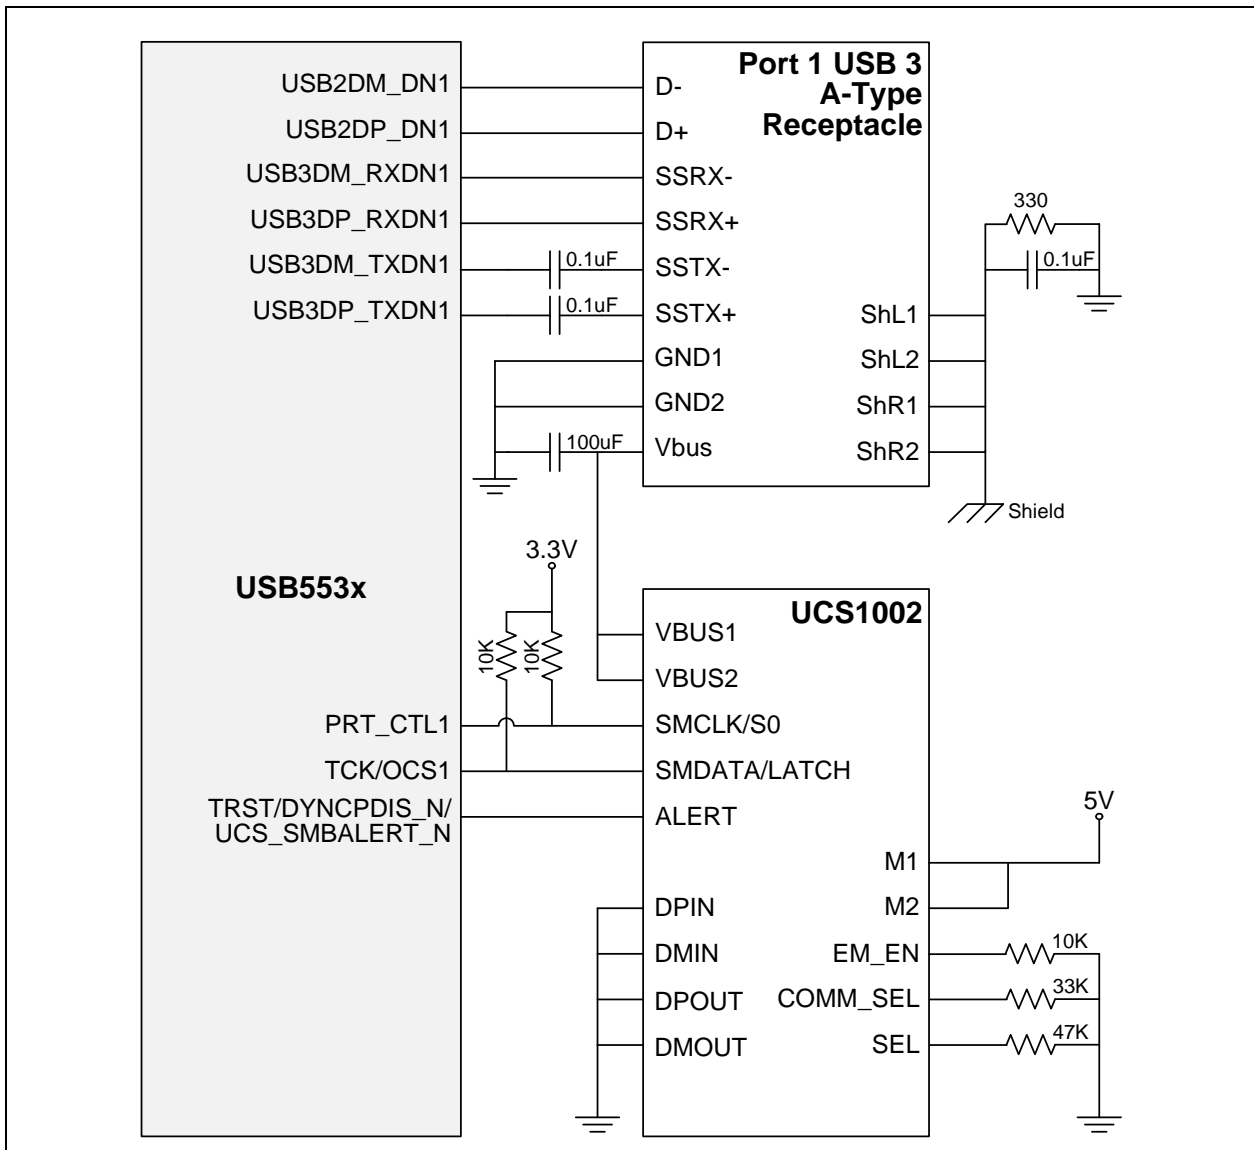 USB2DM_DN1
USB2DP_DN1
USB3DM_RXDN1
USB3DP_RXDN1
USB3DM_TXDN1
USB3DP_TXDN1
USB553x
PRT_CTL1
TCK/OCS1
TRST/DYNCPDIS_N/
UCS_SMBALERT_N
0.1uF
0.1uF
100uF
3.3V
10K
10K
Port 1 USB 3
A-Type
Receptacle
D-
D+
SSRX-
SSRX+
SSTX-
SSTX+
GND1
GND2
Vbus
ShL1
ShL2
ShR1
ShR2
330
0.1uF
Shield
UCS1002
VBUS1
VBUS2
SMCLK/S0
SMDATA/LATCH
ALERT
DPIN
DMIN
DPOUT
DMOUT
M1
M2
EM_EN
COMM_SEL
SEL
5V
10K
33K
47K